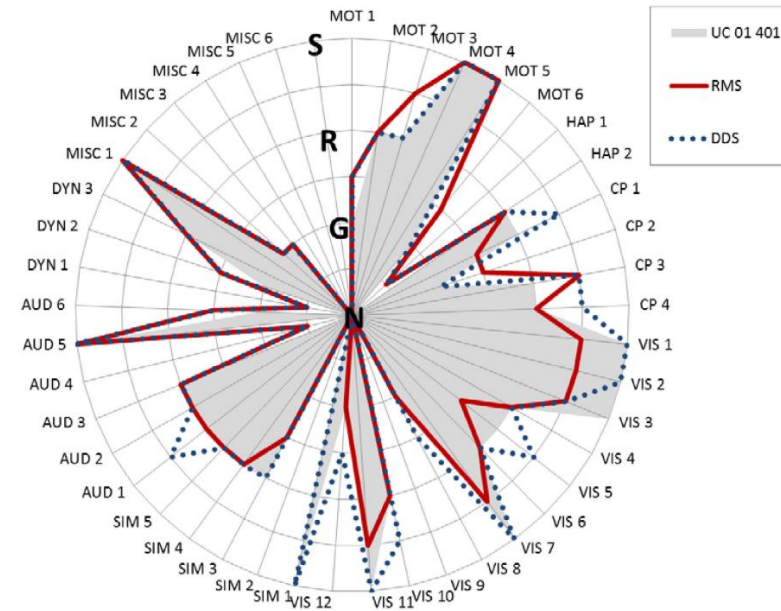 MOT 1
MOT 2
MOT 3
MOT 4
MOT 5
MOT 6
HAP 1
HAP 2
CP 1
CP 2
CP 3
CP 4
VIS 1
VIS 2
VIS 3
VIS 4
VIS 5
VIS 6
VIS 7
VIS 8
VIS 9
VIS 10
VIS 11
VIS 12
SIM 1
SIM 2
SIM 3
SIM 4
SIM 5
AUD 1
AUD 2
AUD 3
AUD 4
AUD 5
AUD 6
DYN 1
DYN 2
DYN 3
MISC 1
MISC 2
MISC 3
MISC 4
MISC 5
MISC 6
S
R
G
N
UC 01 401
RMS
DDS